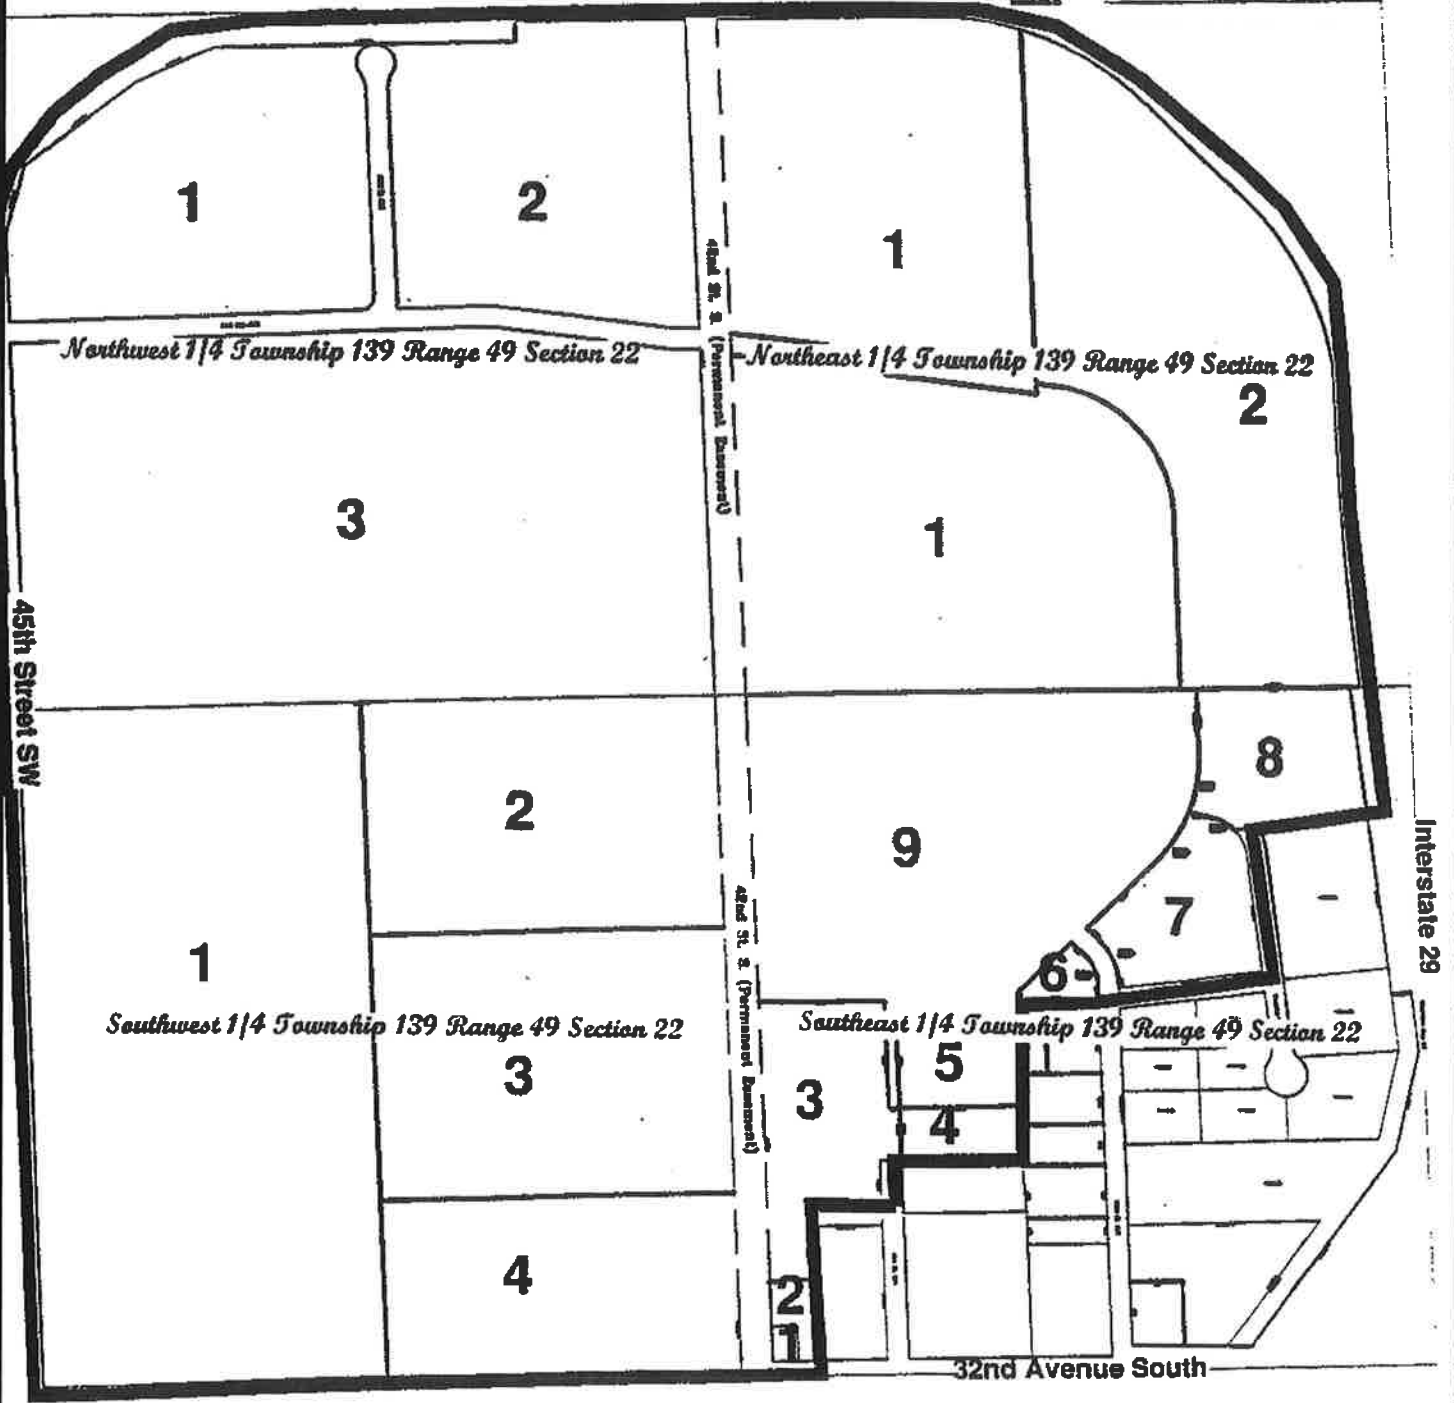 1
2
1
42nd St. S. (Permanent Easement)
Northwest 1/4 Township 139 Range 49 Section 22
Northeast 1/4 Township 139 Range 49 Section 22
2
3
1
45th Street SW
8
2
9
Interstate 29
7
1
6
42nd St. S. (Permanent Easement)
Southwest 1/4 Township 139 Range 49 Section 22
Southeast 1/4 Township 139 Range 49 Section 22
5
3
3
4
4
2
1
32nd Avenue South